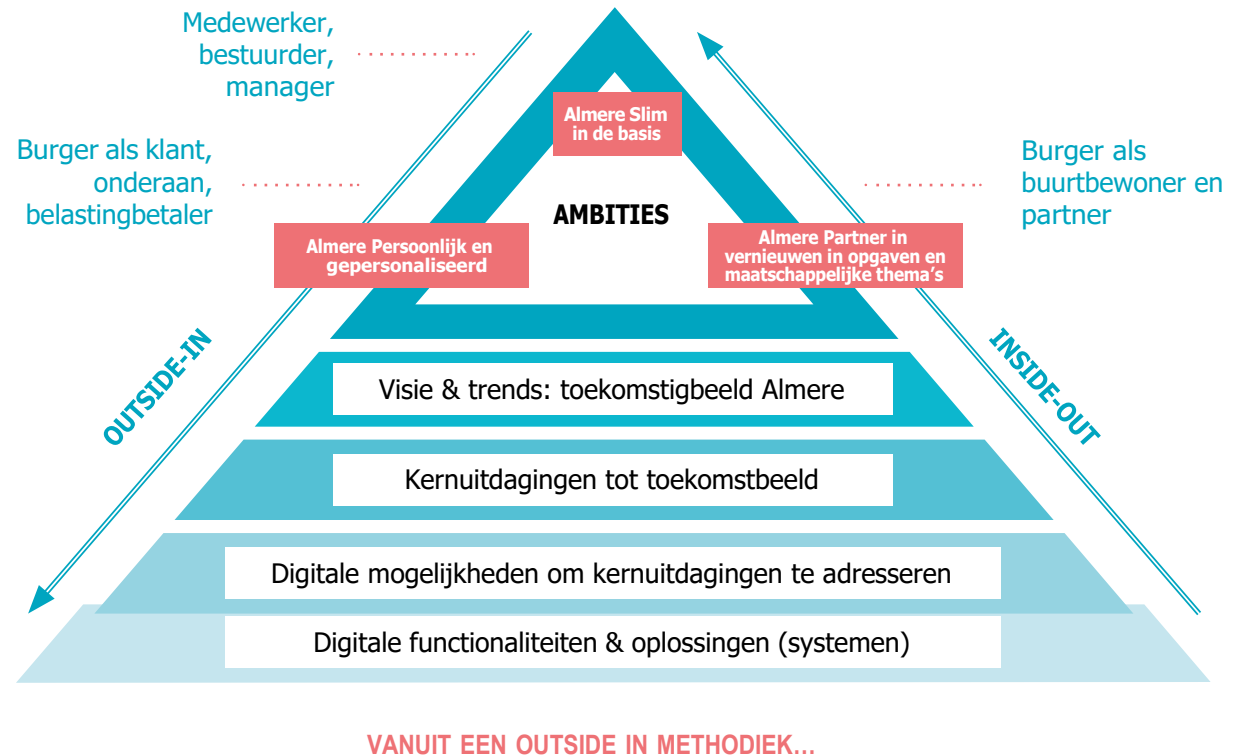 Medewerker,
bestuurder,
manager
Burger als klant,
onderaan,
belastingbetaler
Burger als
buurtbewoner en
partner
Almere Slim
in de basis
AMBITIES
Almere Persoonlijk en
gepersonaliseerd
Almere Partner in
vernieuwen in opgaven en
maatschappelijke thema's
OUTSIDE-IN
INSIDE-OUT
Visie & trends: toekomstigbeeld Almere
Kernuitdagingen tot toekomstbeeld
Digitale mogelijkheden om kernuitdagingen te adresseren
Digitale functionaliteiten & oplossingen (systemen)
VANUIT EEN OUTSIDE IN METHODIEK...